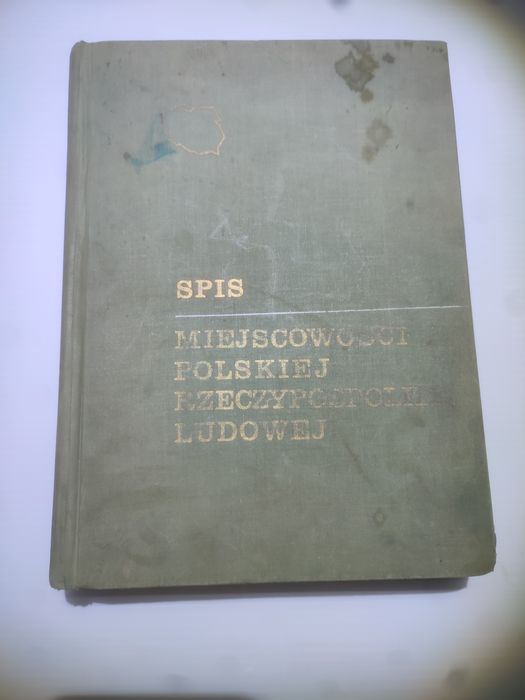 SPIS
MIEJSCOWOŚCI
POLSKIEJ
RZECZYPOSPOLITEJ
LUDOWEJ